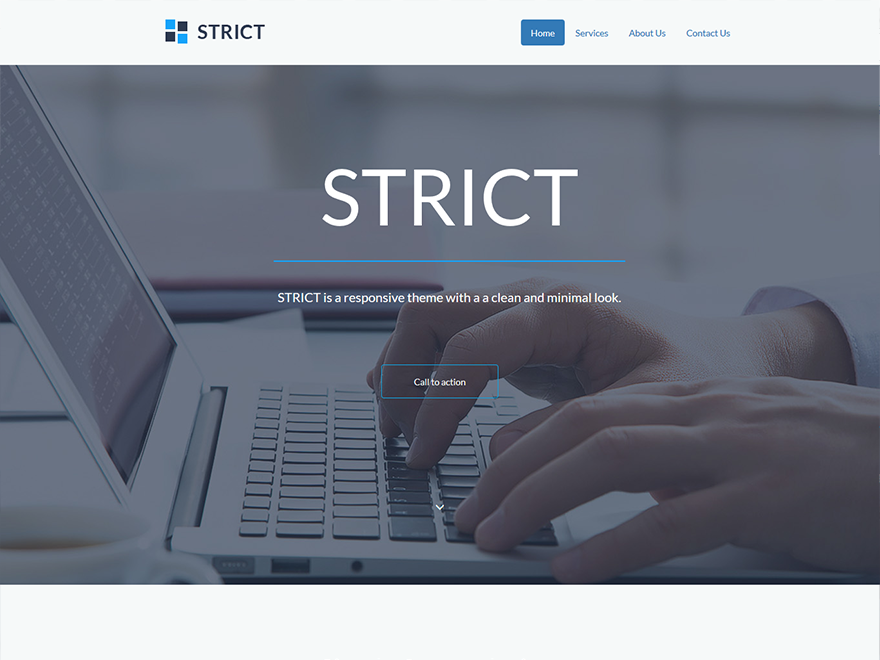 STRICT
Home Services About Us Contact Us
STRICT
STRICT is a responsive theme with a a clean and minimal look.
Call to action